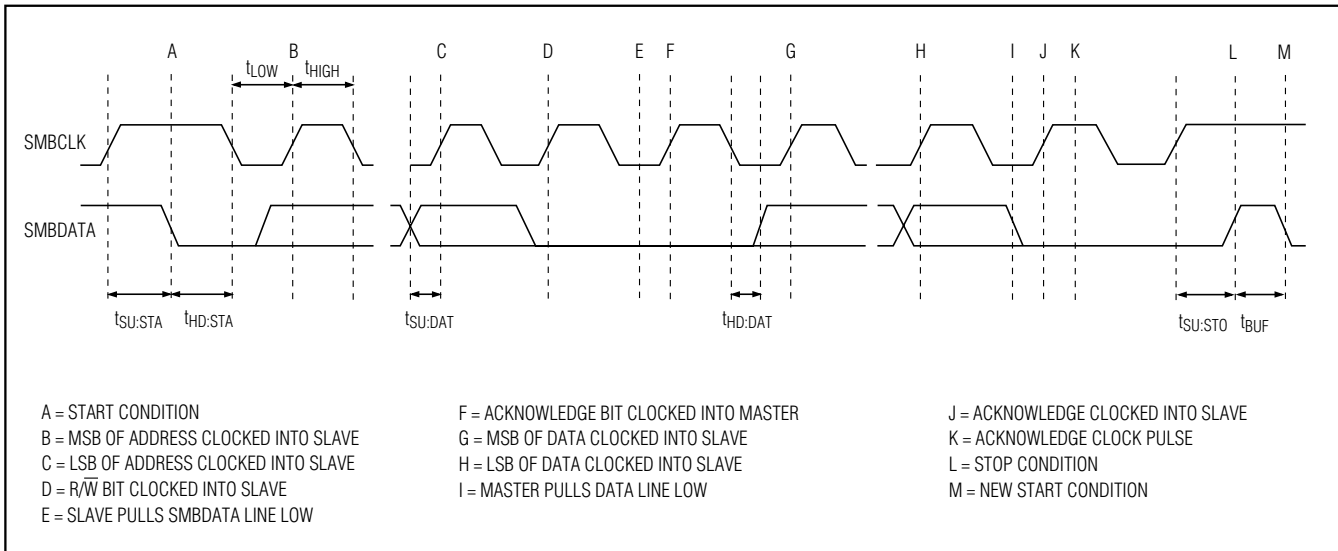 A B C D E F G H I J K L M
tLOW tHIGH
SMBCLK
SMBDATA
tSU:STA tHD:STA tSU:DAT tHD:DAT tSU:STO tBUF
A = START CONDITION
B = MSB OF ADDRESS CLOCKED INTO SLAVE
C = LSB OF ADDRESS CLOCKED INTO SLAVE
D = R/W̅ BIT CLOCKED INTO SLAVE
E = SLAVE PULLS SMBDATA LINE LOW
F = ACKNOWLEDGE BIT CLOCKED INTO MASTER
G = MSB OF DATA CLOCKED INTO SLAVE
H = LSB OF DATA CLOCKED INTO SLAVE
I = MASTER PULLS DATA LINE LOW
J = ACKNOWLEDGE CLOCKED INTO SLAVE
K = ACKNOWLEDGE CLOCK PULSE
L = STOP CONDITION
M = NEW START CONDITION